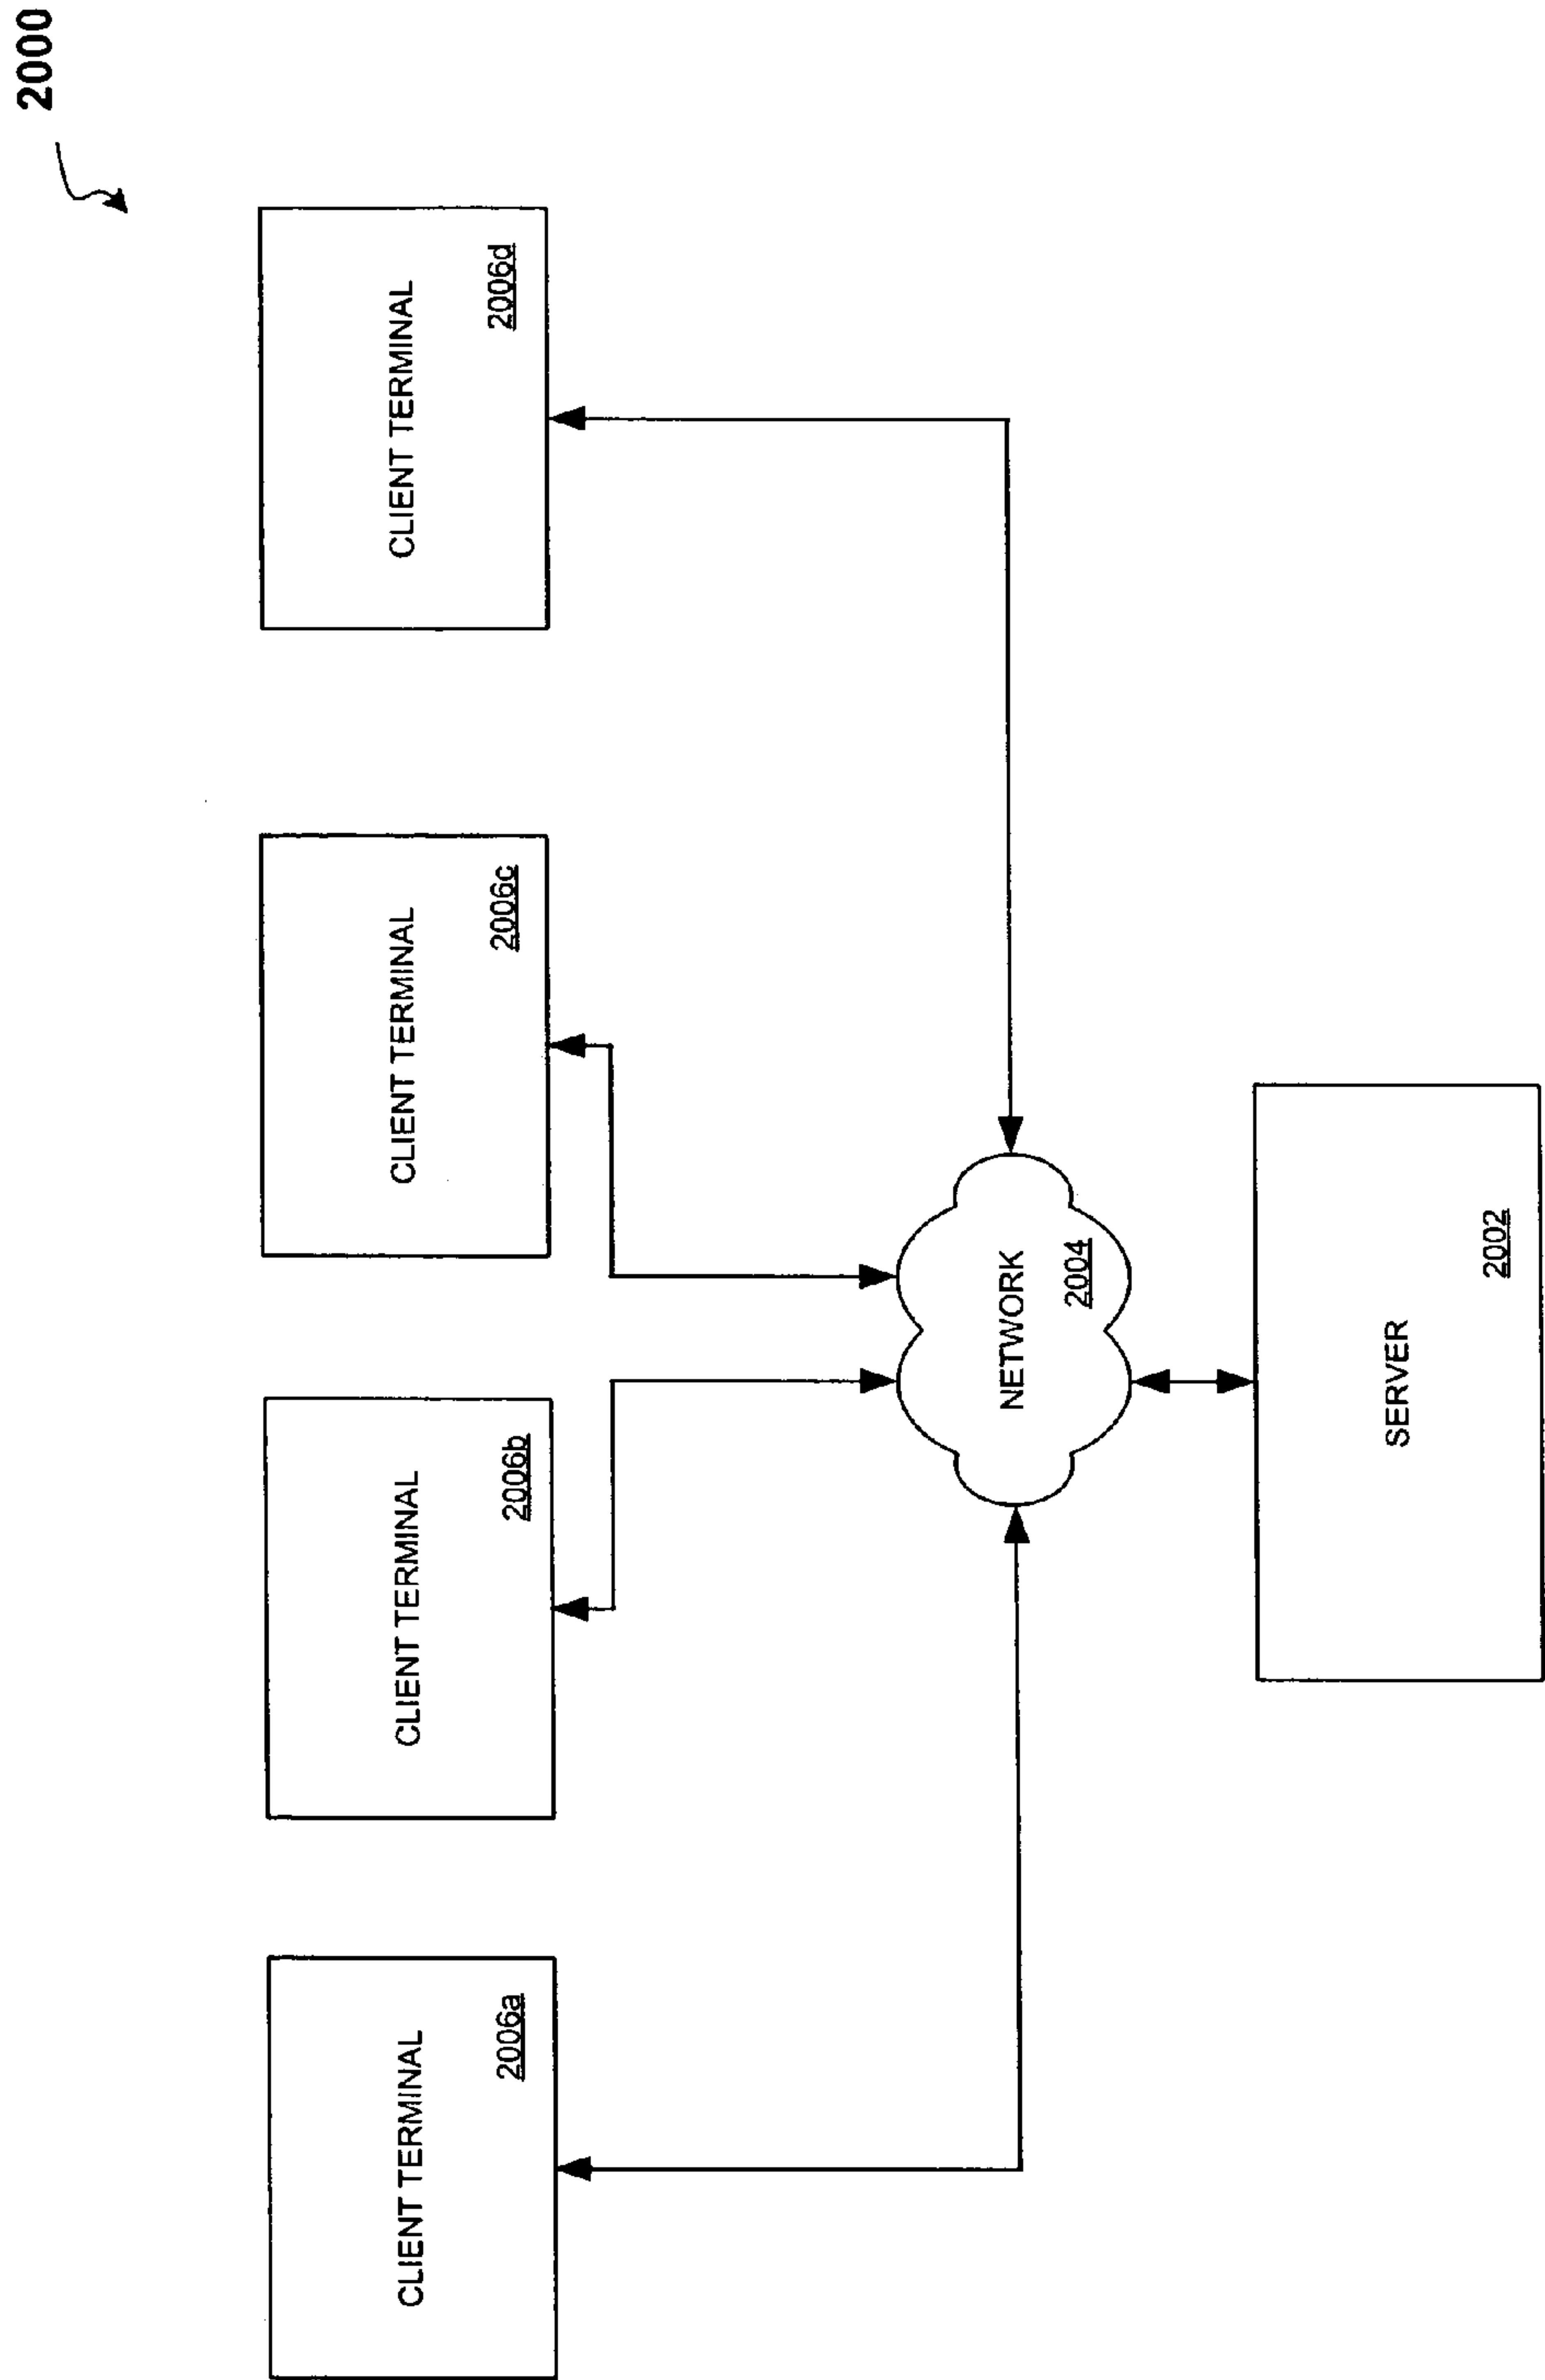 2000
CLIENT TERMINAL
2006a
CLIENT TERMINAL
2006b
CLIENT TERMINAL
2006c
CLIENT TERMINAL
2006d
NETWORK
2004
SERVER
2002